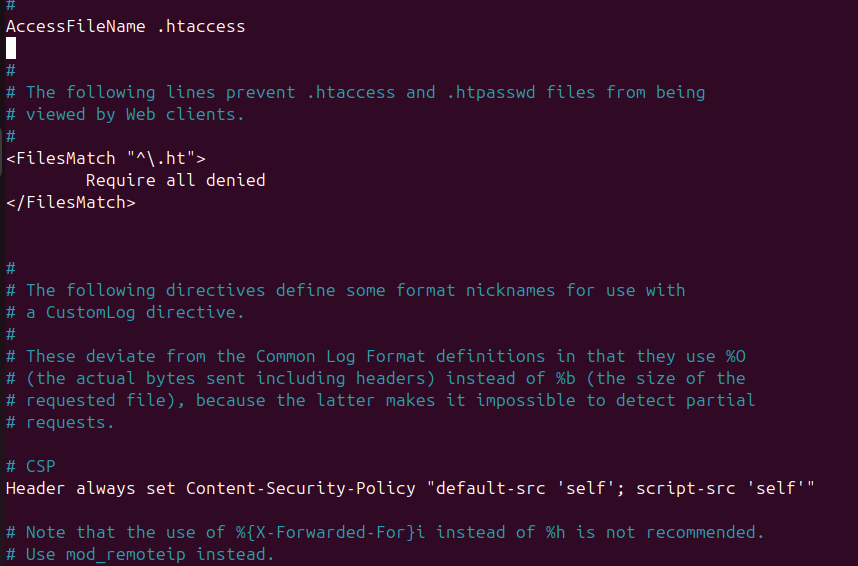 #
AccessFileName .htaccess
#
# The following lines prevent .htaccess and .htpasswd files from being
# viewed by Web clients.
#
<FilesMatch "^\.ht">
        Require all denied
</FilesMatch>
#
# The following directives define some format nicknames for use with
# a CustomLog directive.
#
# These deviate from the Common Log Format definitions in that they use %O
# (the actual bytes sent including headers) instead of %b (the size of the
# requested file), because the latter makes it impossible to detect partial
# requests.
# CSP
Header always set Content-Security-Policy "default-src 'self'; script-src 'self'"
# Note that the use of %{X-Forwarded-For}i instead of %h is not recommended.
# Use mod_remoteip instead.